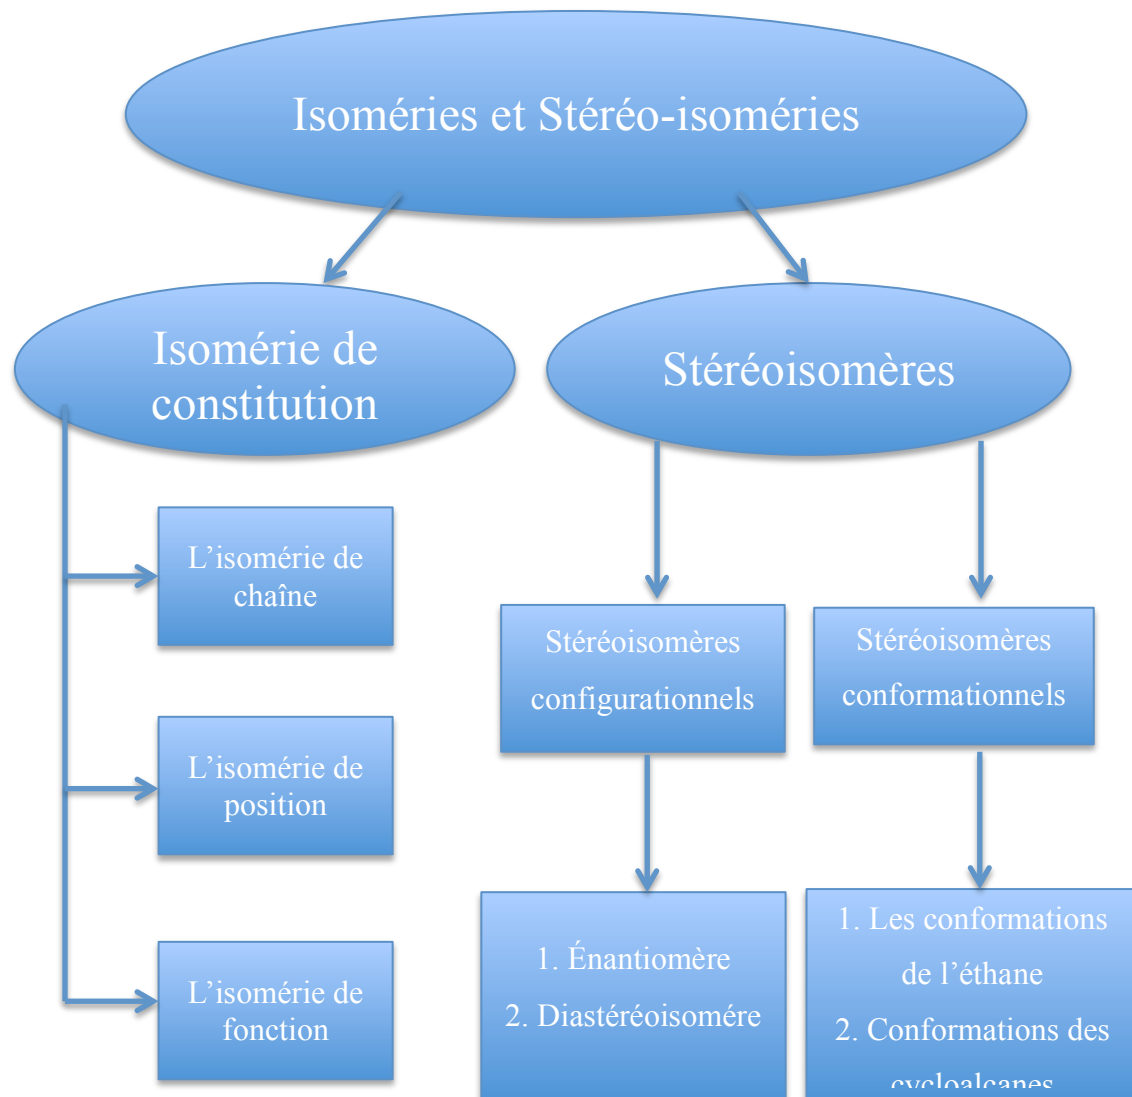 Isoméries et Stéréo-isoméries
Isomérie de
constitution
Stéréoisomères
L’isomérie de
chaîne
L’isomérie de
position
L’isomérie de
fonction
Stéréoisomères
configurationnels
Stéréoisomères
conformationnels
1. Énantiomère
2. Diastéréoisomére
1. Les conformations
de l’éthane
2. Conformations des
cycloalcanes